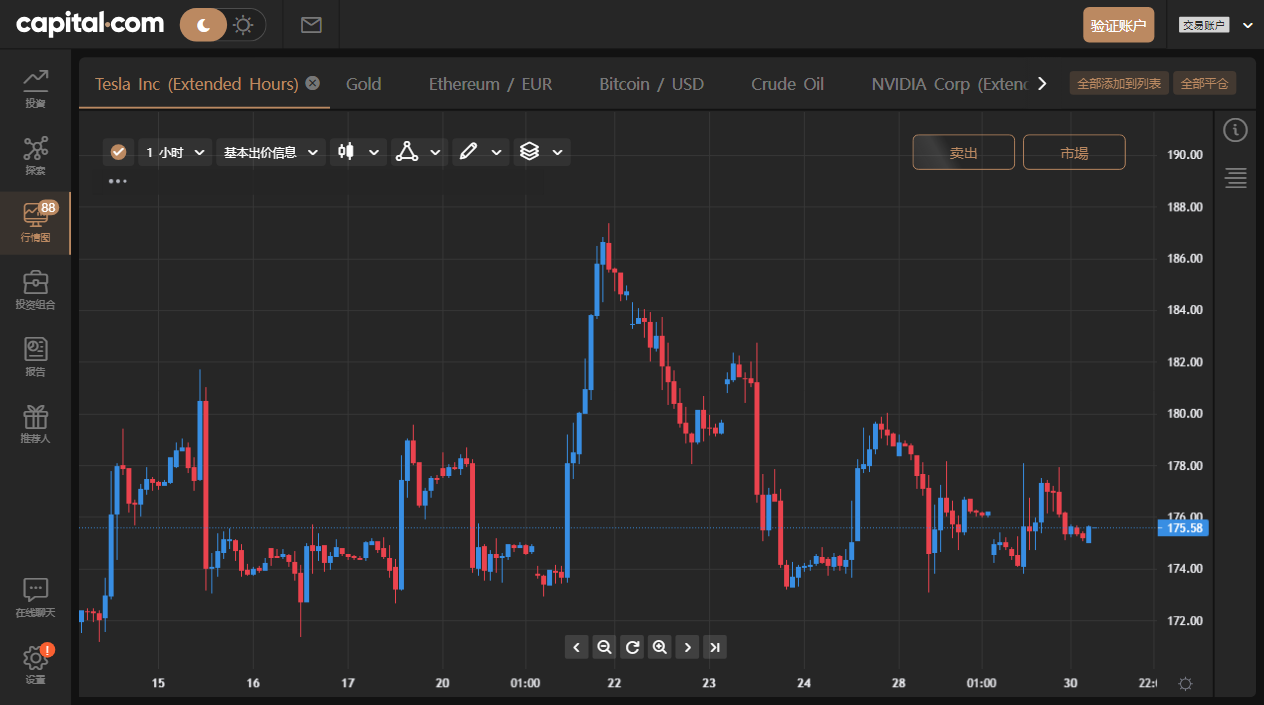 capital.com
验证账户
交易账户
投资
探索
88
行情图
投资组合
报告
推荐人
在线聊天
设置
Tesla Inc (Extended Hours)
Gold
Ethereum / EUR
Bitcoin / USD
Crude Oil
NVIDIA Corp (Exten
全部添加到列表
全部平仓
1 小时
基本出价信息
卖出
市場
190.00
188.00
186.00
184.00
182.00
180.00
178.00
176.00
175.58
174.00
172.00
15 16 17 20 01:00 22 23 24 28 01:00 30 22: